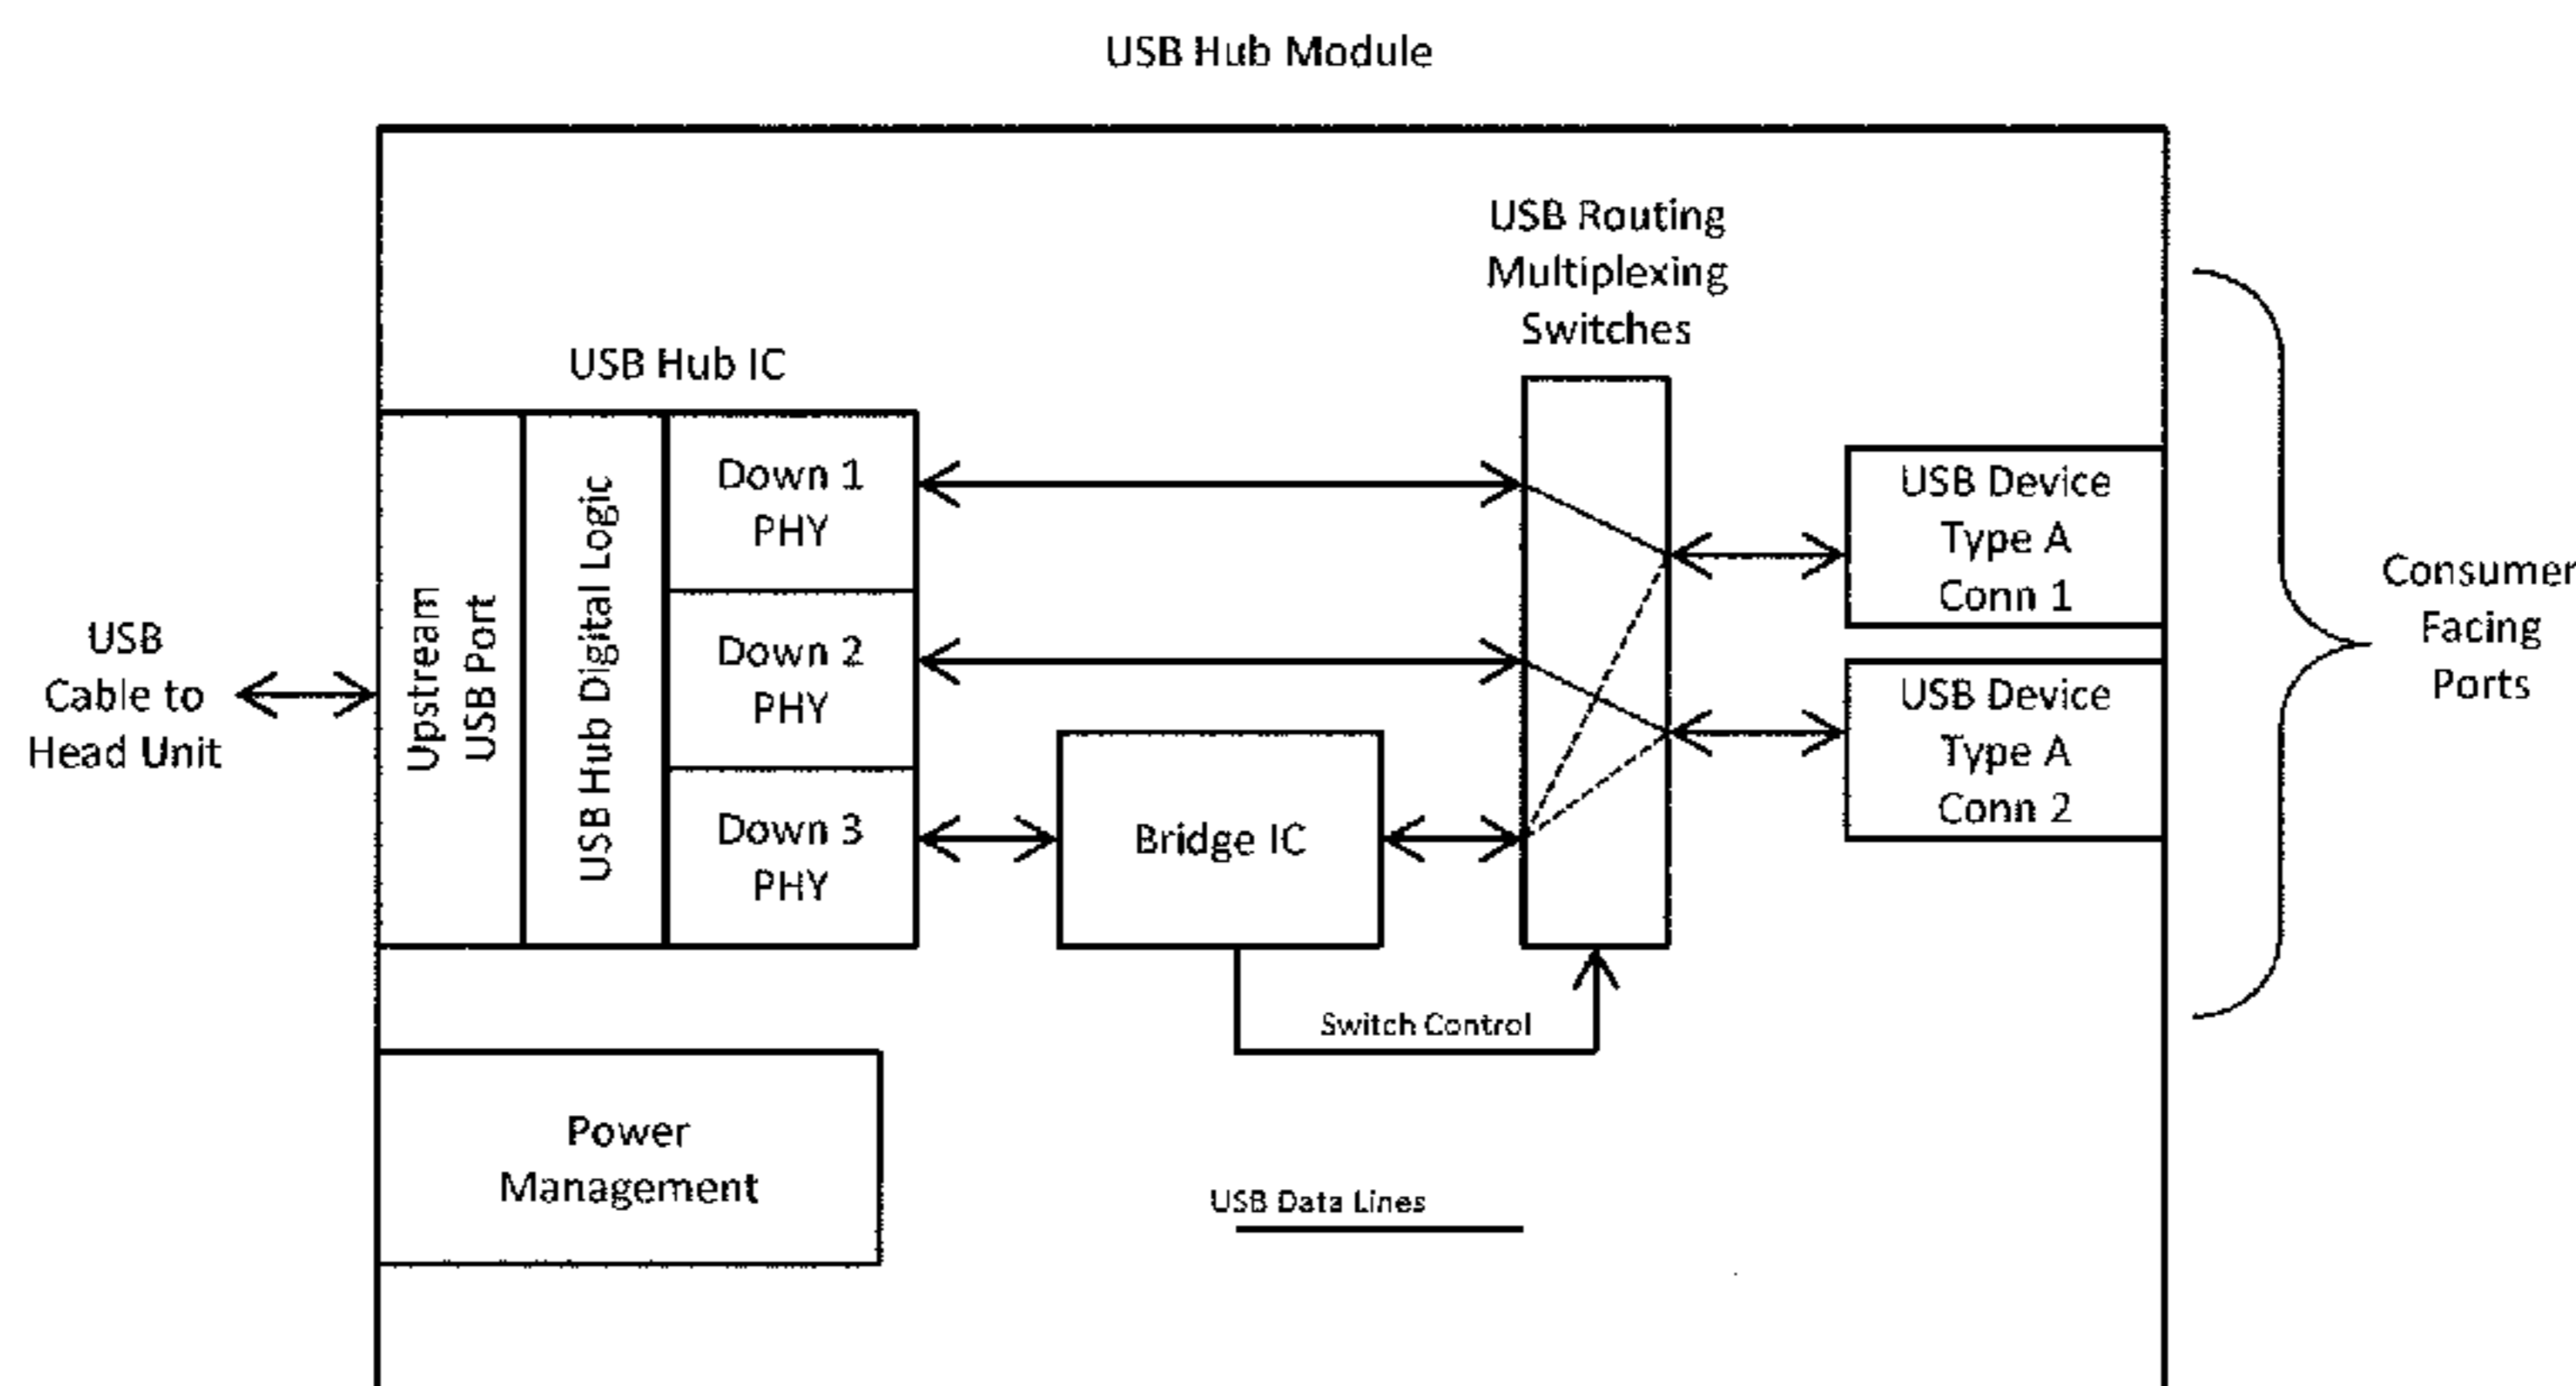 USB Hub Module
USB Routing
Multiplexing
Switches
USB Hub IC
Upstream
USB Port
USB Hub Digital Logic
Down 1
PHY
Down 2
PHY
Down 3
PHY
USB
Cable to
Head Unit
Bridge IC
USB Device
Type A
Conn 1
USB Device
Type A
Conn 2
Consumer
Facing
Ports
Switch Control
Power
Management
USB Data Lines